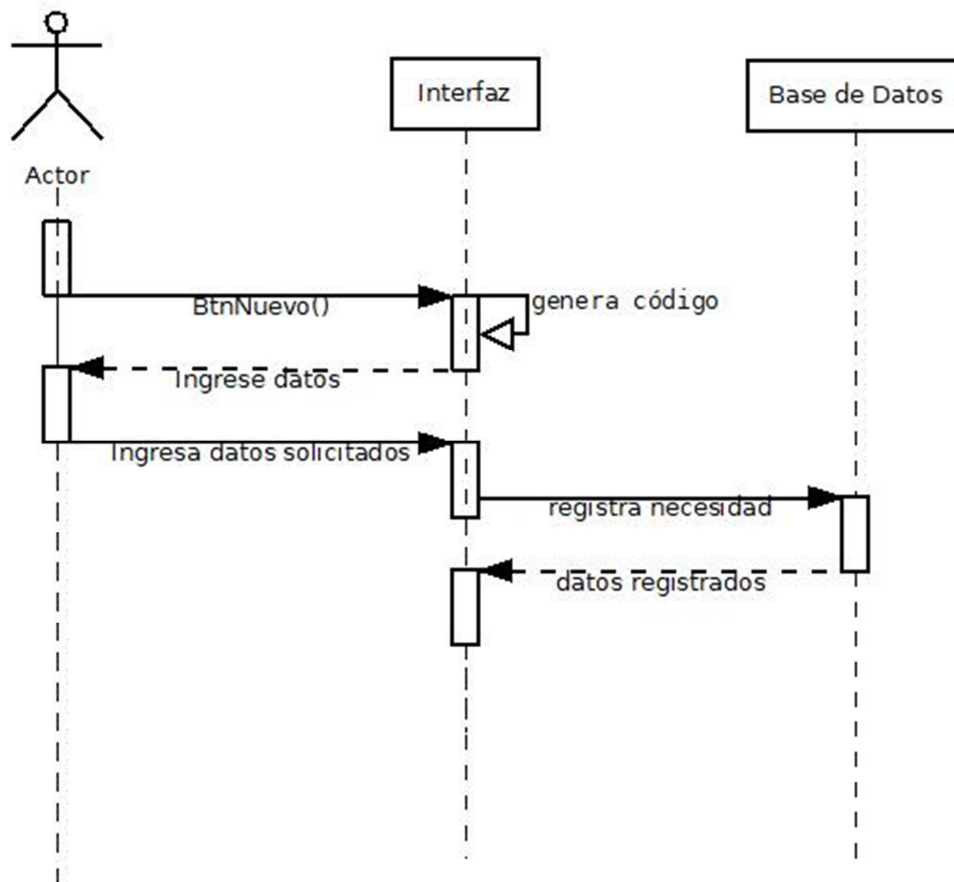 Interfaz
Base de Datos
Actor
BtnNuevo()
genera código
Ingrese datos
Ingresa datos solicitados
registra necesidad
datos registrados